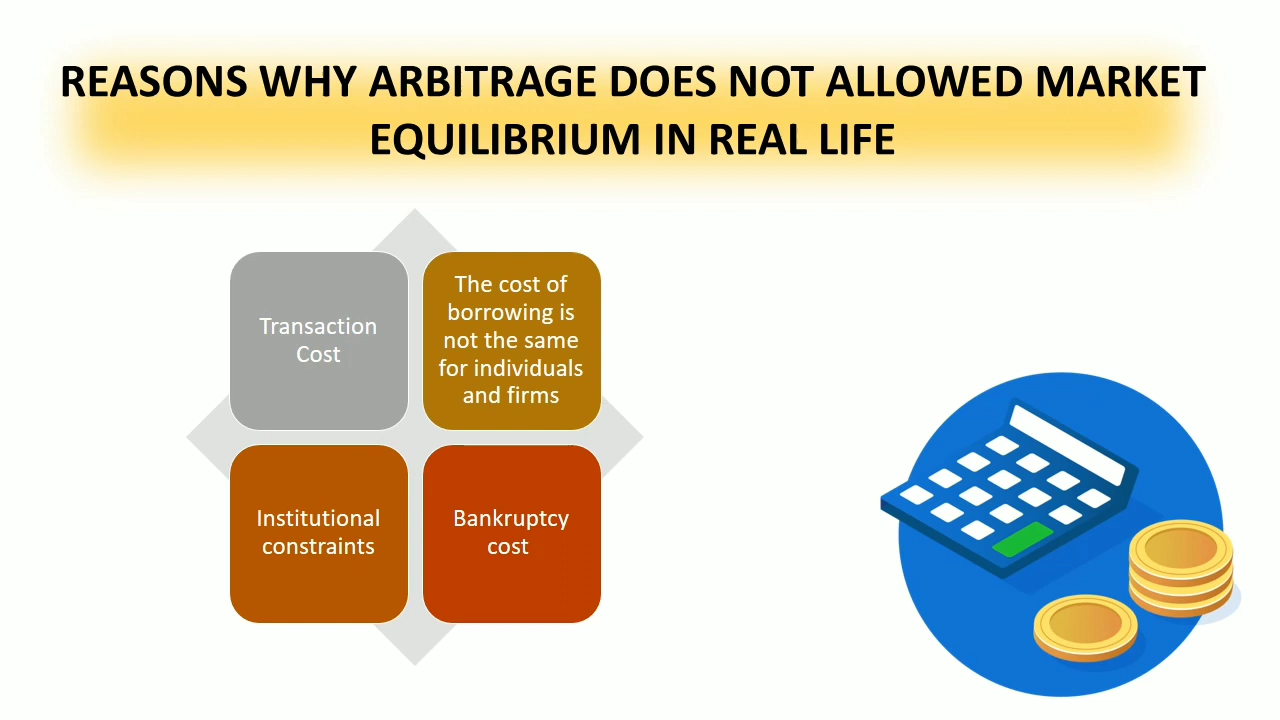 REASONS WHY ARBITRAGE DOES NOT ALLOWED MARKET
EQUILIBRIUM IN REAL LIFE
Transaction
Cost
The cost of
borrowing is
not the same
for individuals
and firms
Institutional
constraints
Bankruptcy
cost